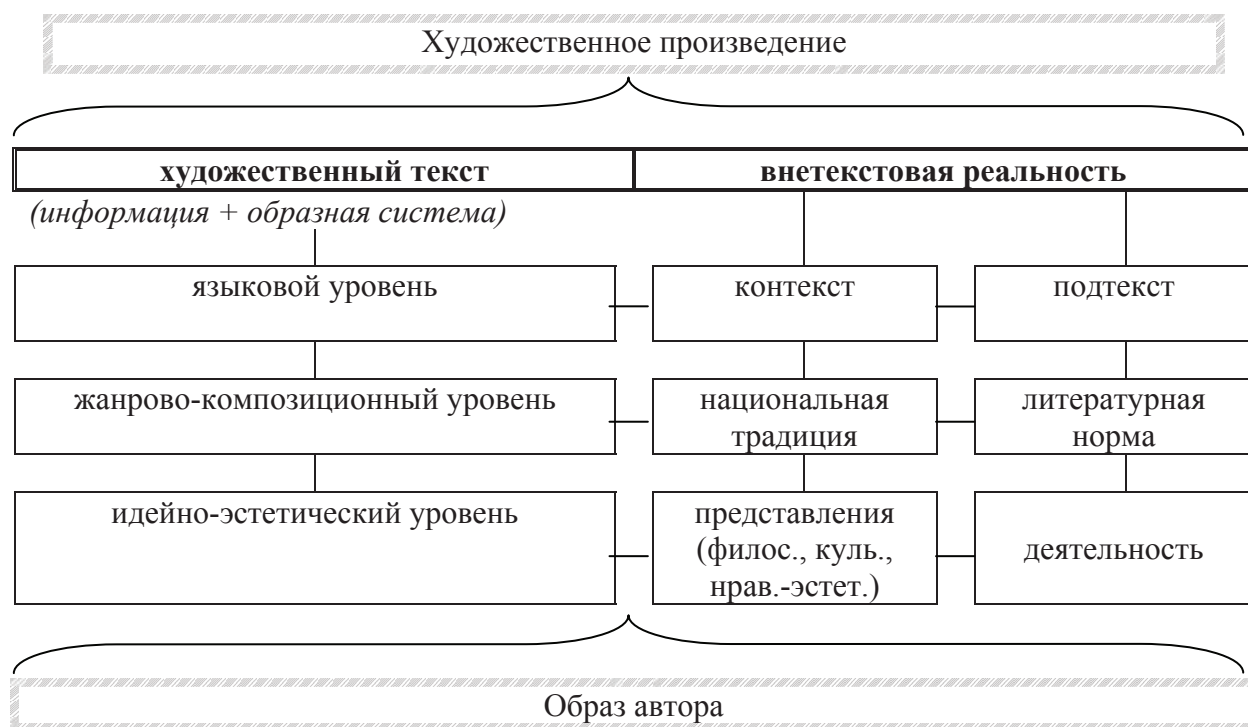 Художественное произведение
художественный текст
внетекстовая реальность
(информация + образная система)
языковой уровень
контекст
подтекст
жанрово-композиционный уровень
национальная
традиция
литературная
норма
идейно-эстетический уровень
представления
(филос., куль.,
нрав.-эстет.)
деятельность
Образ автора